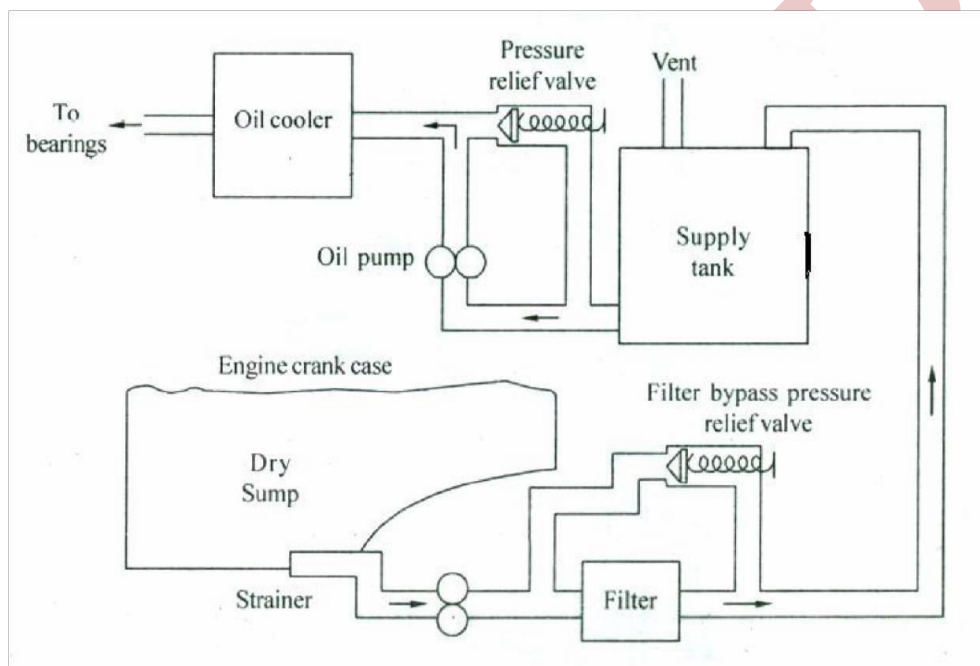 Pressure
relief valve
Vent
To
bearings
Oil cooler
Supply
tank
Oil pump
Engine crank case
Filter bypass pressure
relief valve
Dry
Sump
Strainer
Filter